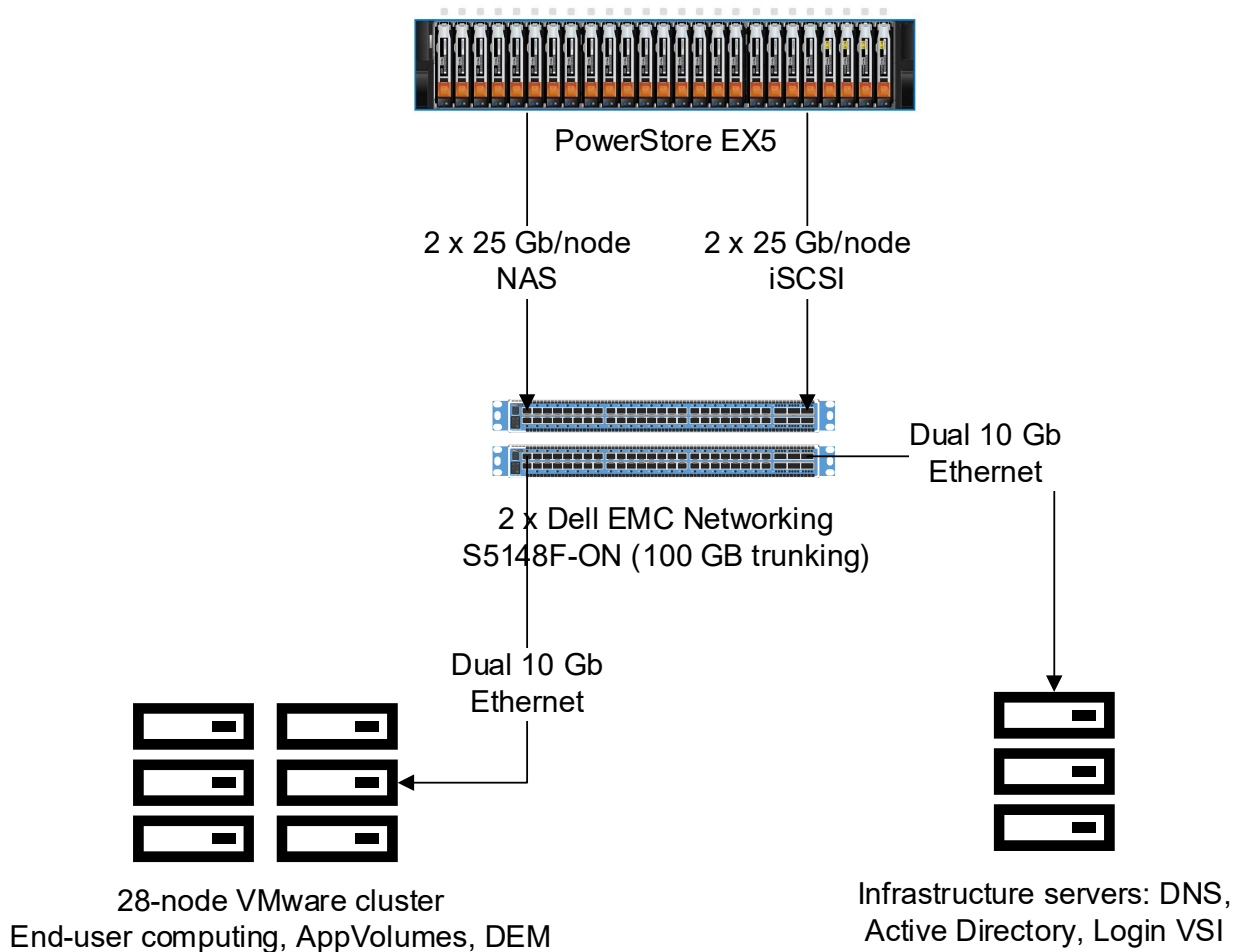 PowerStore EX5
2 x 25 Gb/node
NAS
2 x 25 Gb/node
iSCSI
Dual 10 Gb
Ethernet
2 x Dell EMC Networking
S5148F-ON (100 GB trunking)
Dual 10 Gb
Ethernet
28-node VMware cluster
End-user computing, AppVolumes, DEM
Infrastructure servers: DNS,
Active Directory, Login VSI